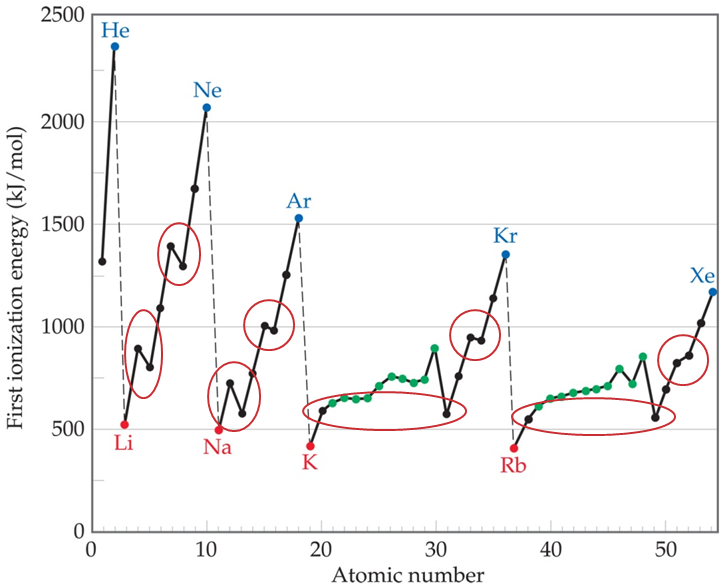 First ionization energy (kJ/mol)
2500
2000
1500
1000
500
0
He
Ne
Ar
Kr
Xe
Li
Na
K
Rb
0
10
20
30
40
50
Atomic number